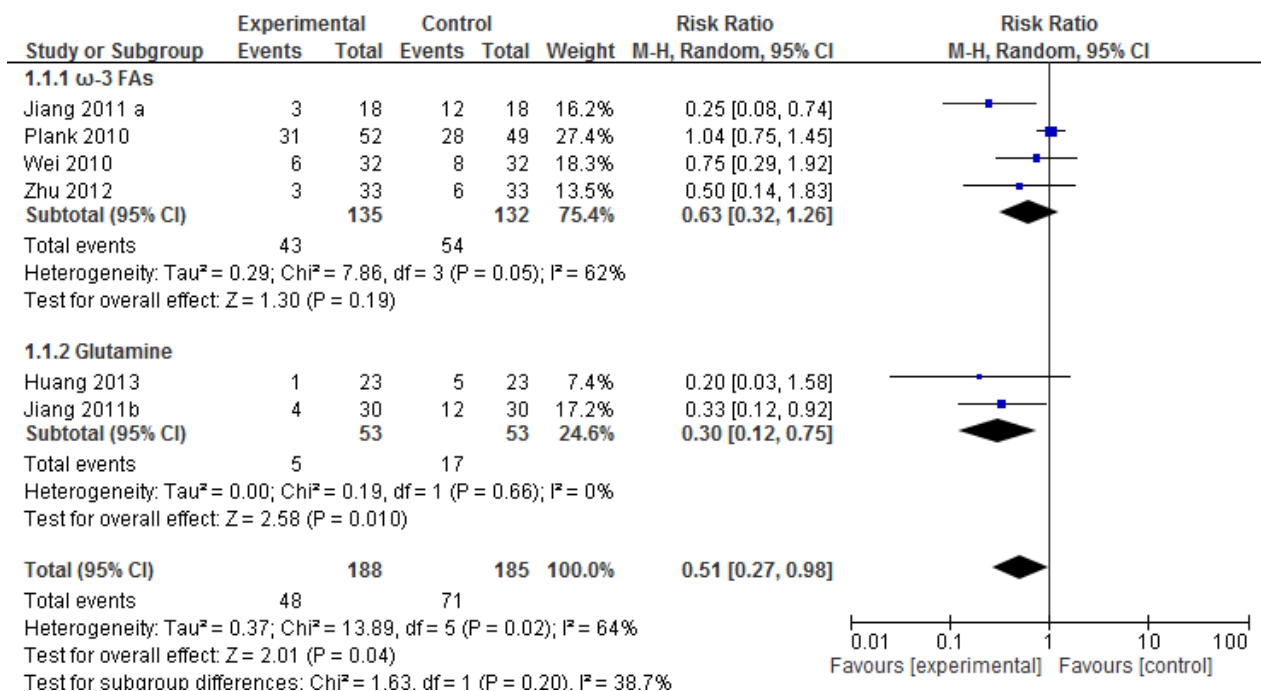 Experimental Control Risk Ratio Risk Ratio
Study or Subgroup Events Total Events Total Weight M-H, Random, 95% CI M-H, Random, 95% CI
1.1.1 ω-3 FAs
Jiang 2011 a 3 18 12 18 16.2% 0.25 [0.08, 0.74]
Plank 2010 31 52 28 49 27.4% 1.04 [0.75, 1.45]
Wei 2010 6 32 8 32 18.3% 0.75 [0.29, 1.92]
Zhu 2012 3 33 6 33 13.5% 0.50 [0.14, 1.83]
Subtotal (95% CI) 135 132 75.4% 0.63 [0.32, 1.26]
Total events 43 54
Heterogeneity: Tau² = 0.29; Chi² = 7.86, df = 3 (P = 0.05); I² = 62%
Test for overall effect: Z = 1.30 (P = 0.19)
1.1.2 Glutamine
Huang 2013 1 23 5 23 7.4% 0.20 [0.03, 1.58]
Jiang 2011b 4 30 12 30 17.2% 0.33 [0.12, 0.92]
Subtotal (95% CI) 53 53 24.6% 0.30 [0.12, 0.75]
Total events 5 17
Heterogeneity: Tau² = 0.00; Chi² = 0.19, df = 1 (P = 0.66); I² = 0%
Test for overall effect: Z = 2.58 (P = 0.010)
Total (95% CI) 188 185 100.0% 0.51 [0.27, 0.98]
Total events 48 71
Heterogeneity: Tau² = 0.37; Chi² = 13.89, df = 5 (P = 0.02); I² = 64%
Test for overall effect: Z = 2.01 (P = 0.04)
Test for subgroup differences: Chi² = 1.63, df = 1 (P = 0.20), I² = 38.7%
0.01 0.1 1 10 100
Favours [experimental] Favours [control]